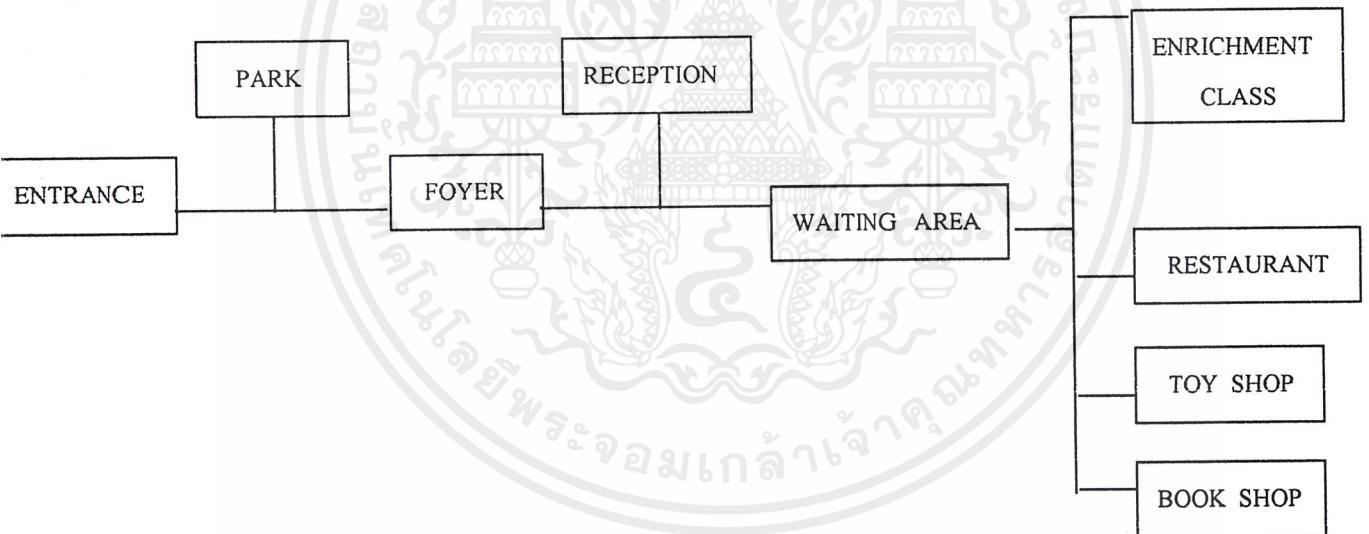 PARK
RECEPTION
ENRICHMENT
CLASS
ENTRANCE
FOYER
WAITING AREA
RESTAURANT
TOY SHOP
BOOK SHOP